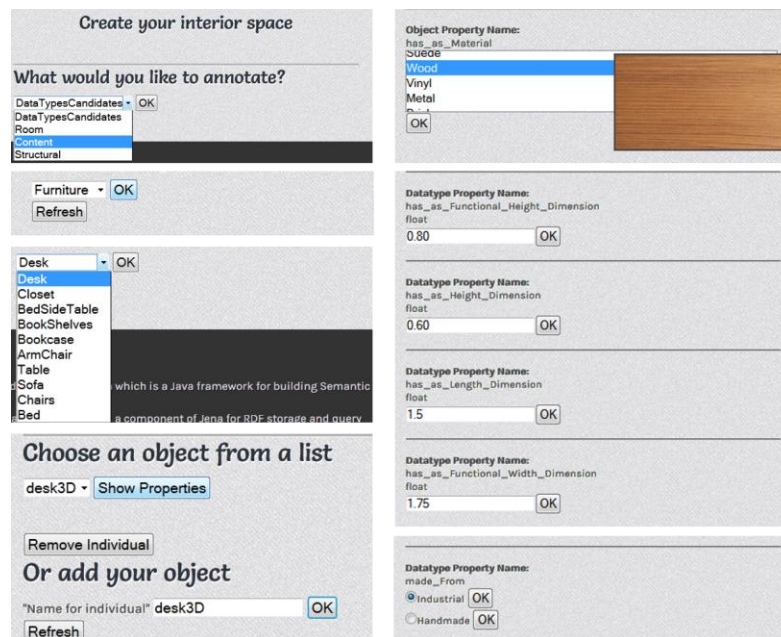 Create your interior space
What would you like to annotate?
DataTypesCandidates OK
DataTypesCandidates
Room
Content
Structural
Furniture OK
Refresh
Desk OK
Desk
Closet
BedSideTable
BookShelves
Bookcase
ArmChair
Table
Sofa
Chairs
Bed
which is a Java framework for building Semantic
a component of Jena for RDF storage and query
Choose an object from a list
desk3D Show Properties
Remove Individual
Or add your object
"Name for individual" desk3D OK
Refresh
Object Property Name:
has_as_Material
Suede
Wood
Vinyl
Metal
OK
Datatype Property Name:
has_as_Functional_Height_Dimension
float
0.80 OK
Datatype Property Name:
has_as_Height_Dimension
float
0.60 OK
Datatype Property Name:
has_as_Length_Dimension
float
1.5 OK
Datatype Property Name:
has_as_Functional_Width_Dimension
float
1.75 OK
Datatype Property Name:
made_From
Industrial OK
Handmade OK